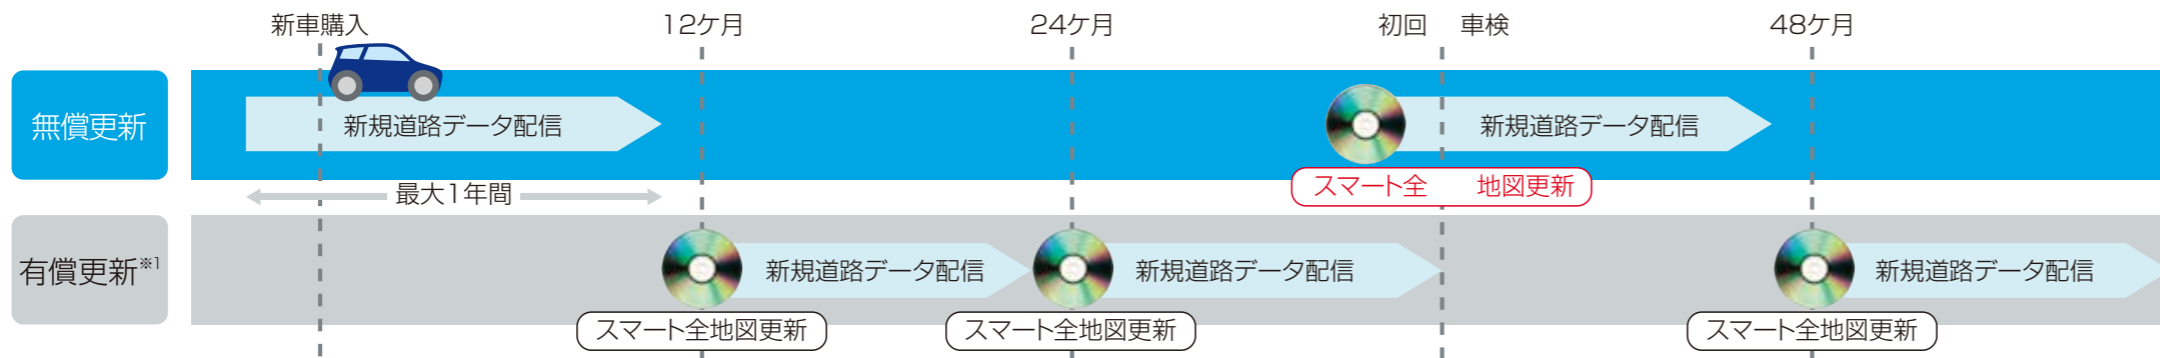 新車購入 12ケ月 24ケ月 初回 車検 48ケ月
無償更新 新規道路データ配信 新規道路データ配信
スマート全 地図更新
最大1年間
有償更新※1 新規道路データ配信 新規道路データ配信 新規道路データ配信
スマート全地図更新 スマート全地図更新 スマート全地図更新